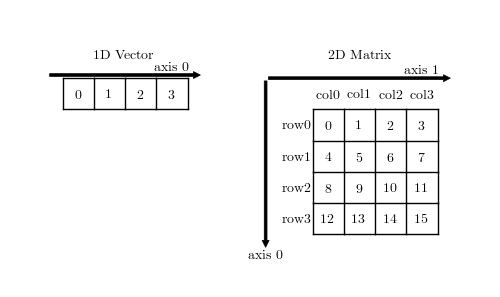 1D Vector
axis 0
0 1 2 3
2D Matrix
axis 1
col0 col1 col2 col3
row0 0 1 2 3
row1 4 5 6 7
row2 8 9 10 11
row3 12 13 14 15
axis 0